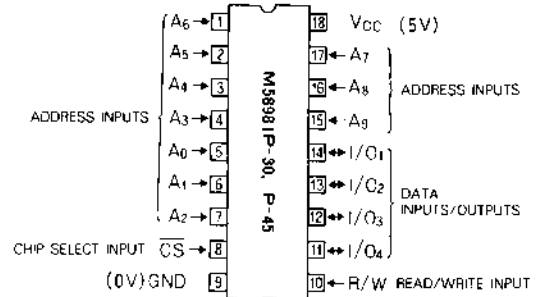 A6 1 18 VCC (5V)
A5 2 17 A7
A4 3 16 A8
ADDRESS INPUTS A3 4 15 A9 ADDRESS INPUTS
A0 5 14 I/O1
A1 6 13 I/O2
A2 7 12 I/O3
DATA
INPUTS/OUTPUTS
CHIP SELECT INPUT CS 8 11 I/O4
(0V)GND 9 10 R/W READ/WRITE INPUT
M58981P-30, P-45